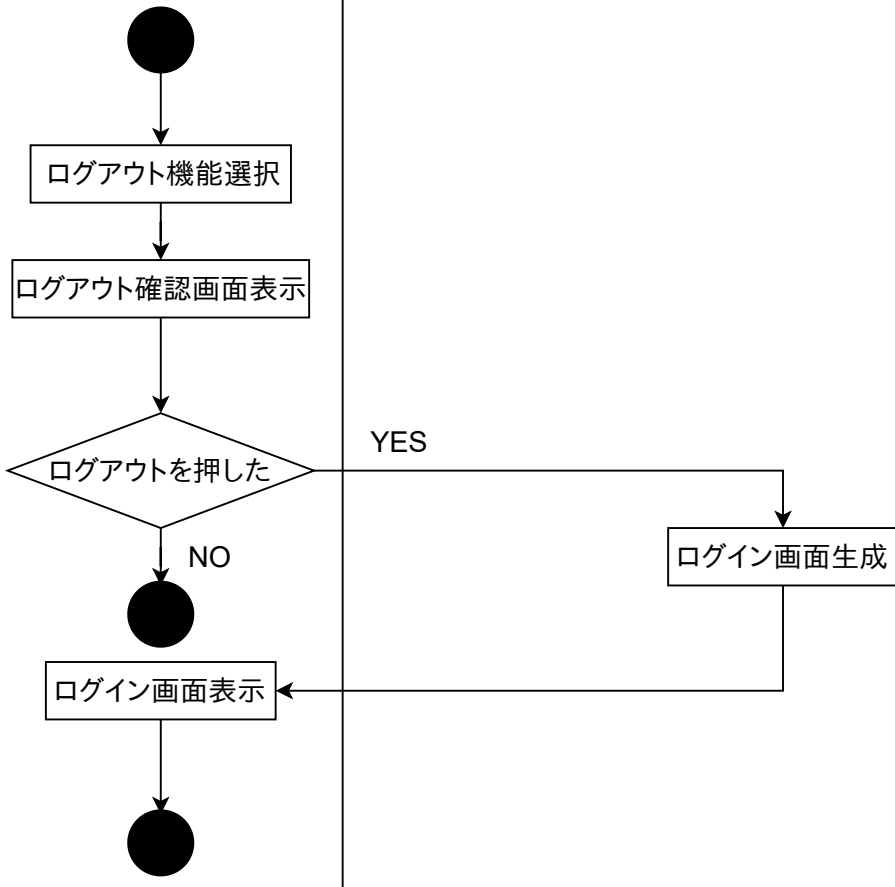 ログアウト機能選択
ログアウト確認画面表示
ログアウトを押した
YES
NO
ログイン画面生成
ログイン画面表示